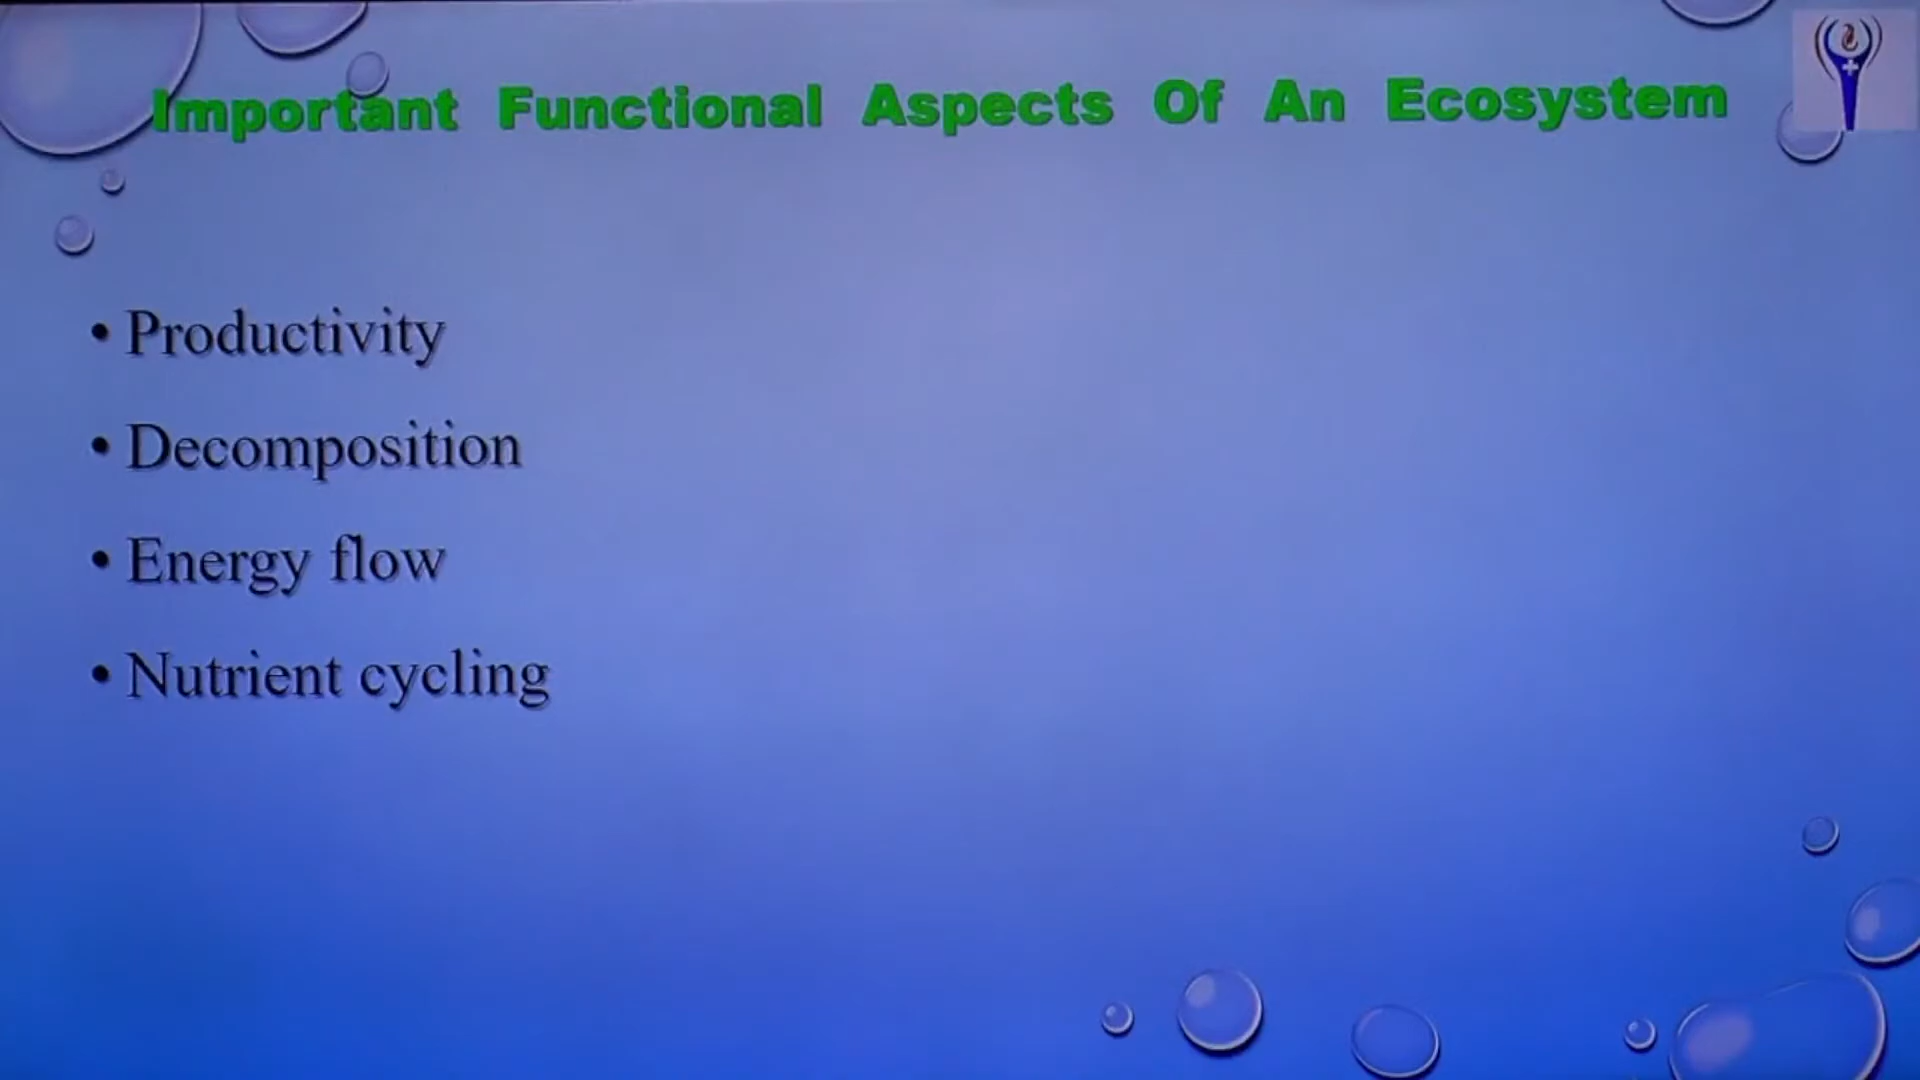 Important Functional Aspects Of An Ecosystem
• Productivity
• Decomposition
• Energy flow
• Nutrient cycling